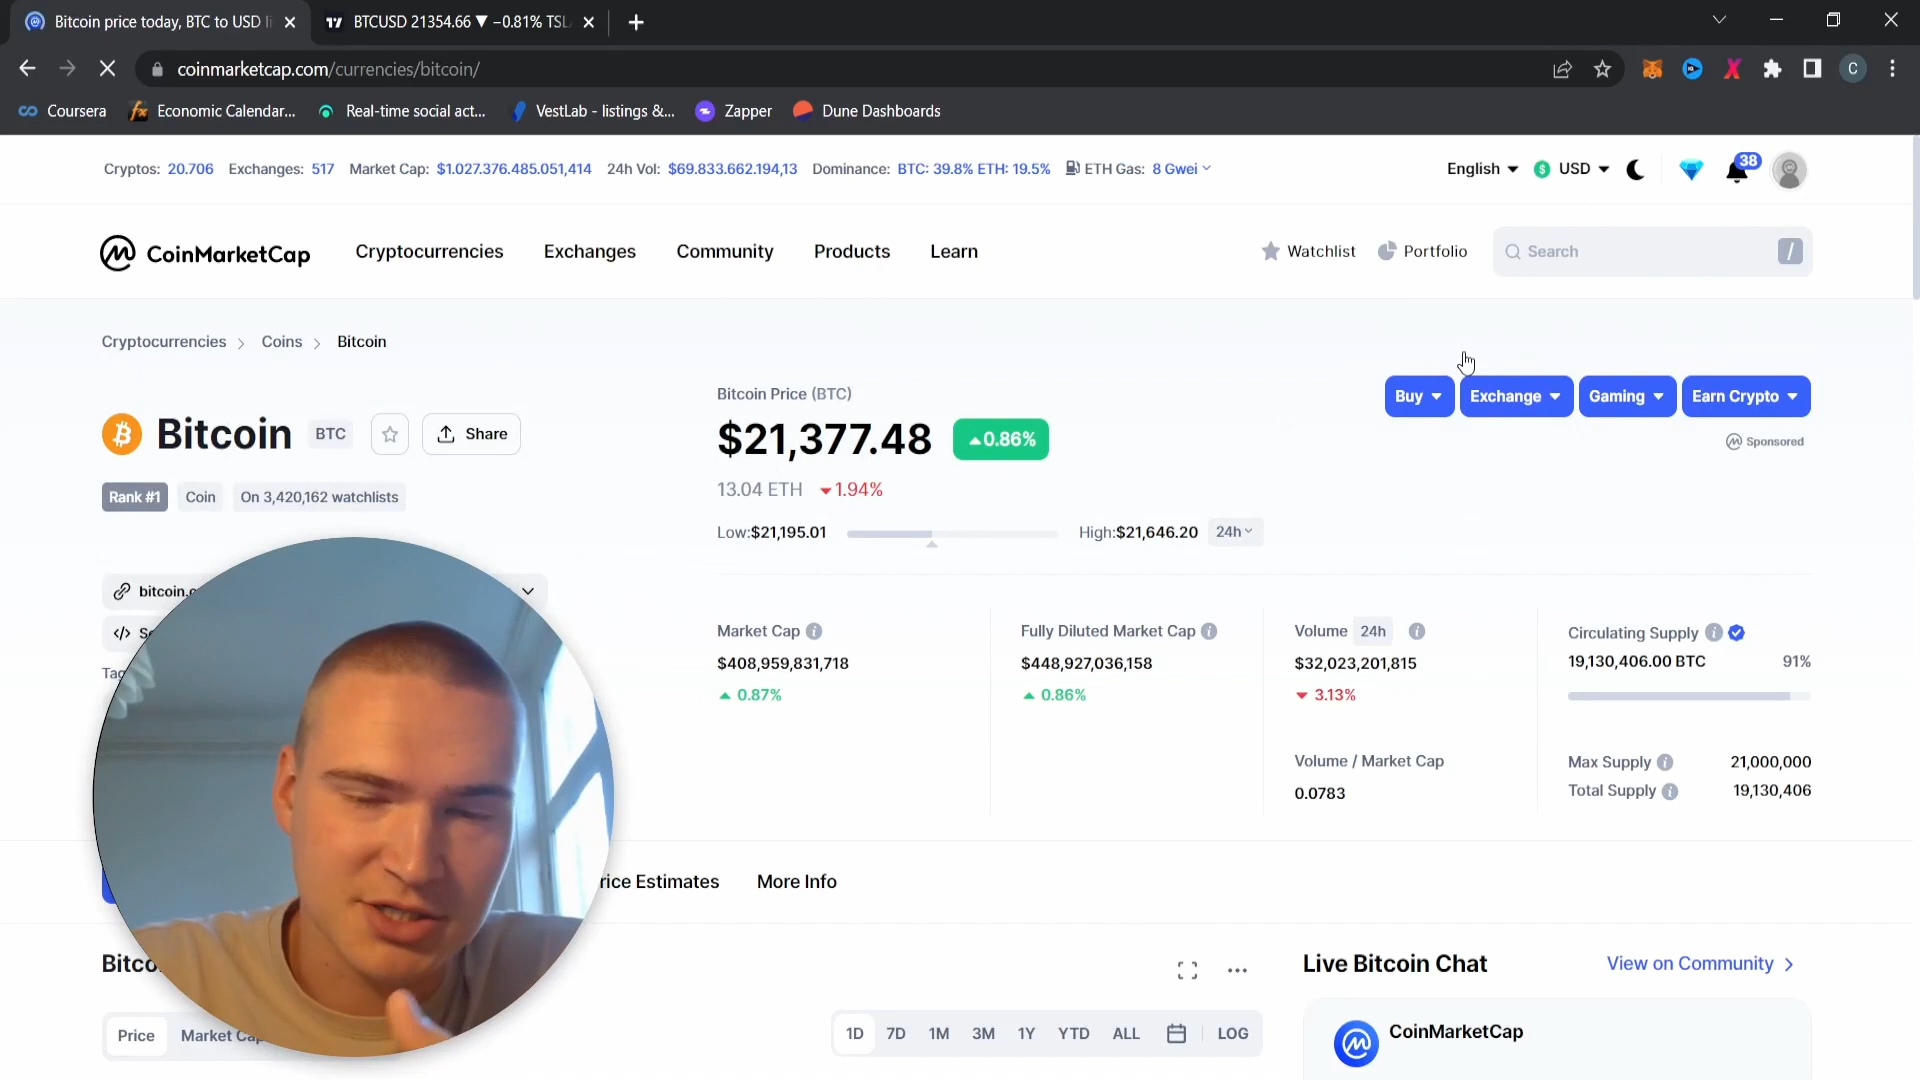 Bitcoin price today, BTC to USD li
BTCUSD 21354.66 ▼ −0.81% TSL
coinmarketcap.com/currencies/bitcoin/
C
Coursera
Economic Calendar...
Real-time social act...
VestLab - listings &...
Zapper
Dune Dashboards
Cryptos: 20.706 Exchanges: 517 Market Cap: $1.027.376.485.051,414 24h Vol: $69.833.662.194,13 Dominance: BTC: 39.8% ETH: 19.5% ETH Gas: 8 Gwei
English
USD
38
CoinMarketCap
Cryptocurrencies
Exchanges
Community
Products
Learn
Watchlist
Portfolio
Search
/
Cryptocurrencies > Coins > Bitcoin
Bitcoin BTC
Share
Rank #1
Coin
On 3,420,162 watchlists
Bitcoin Price (BTC)
$21,377.48
0.86%
13.04 ETH 1.94%
Low:$21,195.01
High:$21,646.20
24h
Buy
Exchange
Gaming
Earn Crypto
Sponsored
Market Cap
$408,959,831,718
0.87%
Fully Diluted Market Cap
$448,927,036,158
0.86%
Volume 24h
$32,023,201,815
3.13%
Volume / Market Cap
0.0783
Circulating Supply
19,130,406.00 BTC
91%
Max Supply 21,000,000
Total Supply 19,130,406
rice Estimates
More Info
Price
Market Cap
1D
7D
1M
3M
1Y
YTD
ALL
LOG
Live Bitcoin Chat
View on Community >
CoinMarketCap